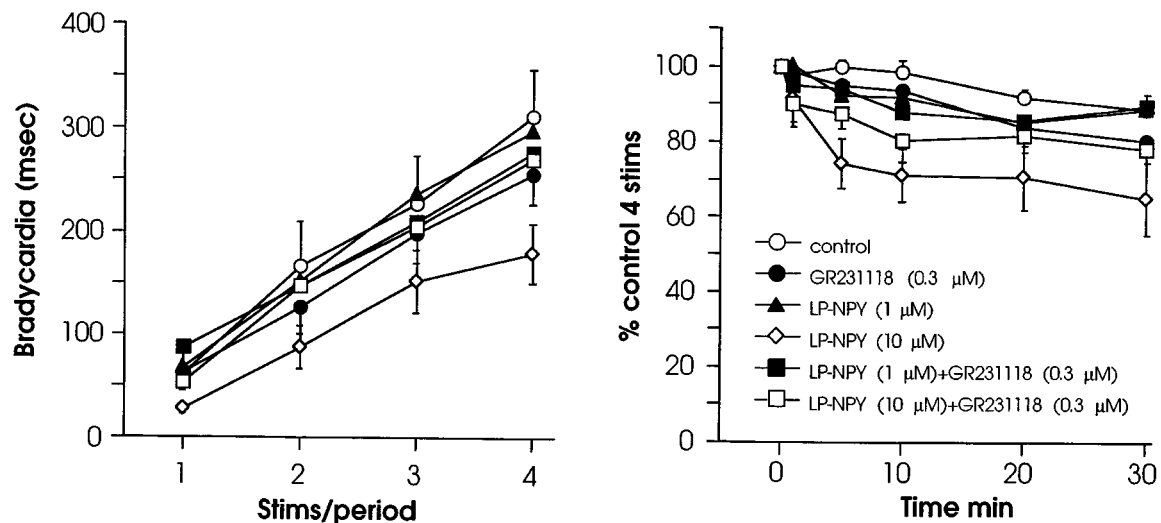 400
300
200
100
0
Bradycardia (msec)
1 2 3 4
Stims/period
100
80
60
40
20
0
% control 4 stims
control
GR231118 (0.3 μM)
LP-NPY (1 μM)
LP-NPY (10 μM)
LP-NPY (1 μM)+GR231118 (0.3 μM)
LP-NPY (10 μM)+GR231118 (0.3 μM)
0 10 20 30
Time min